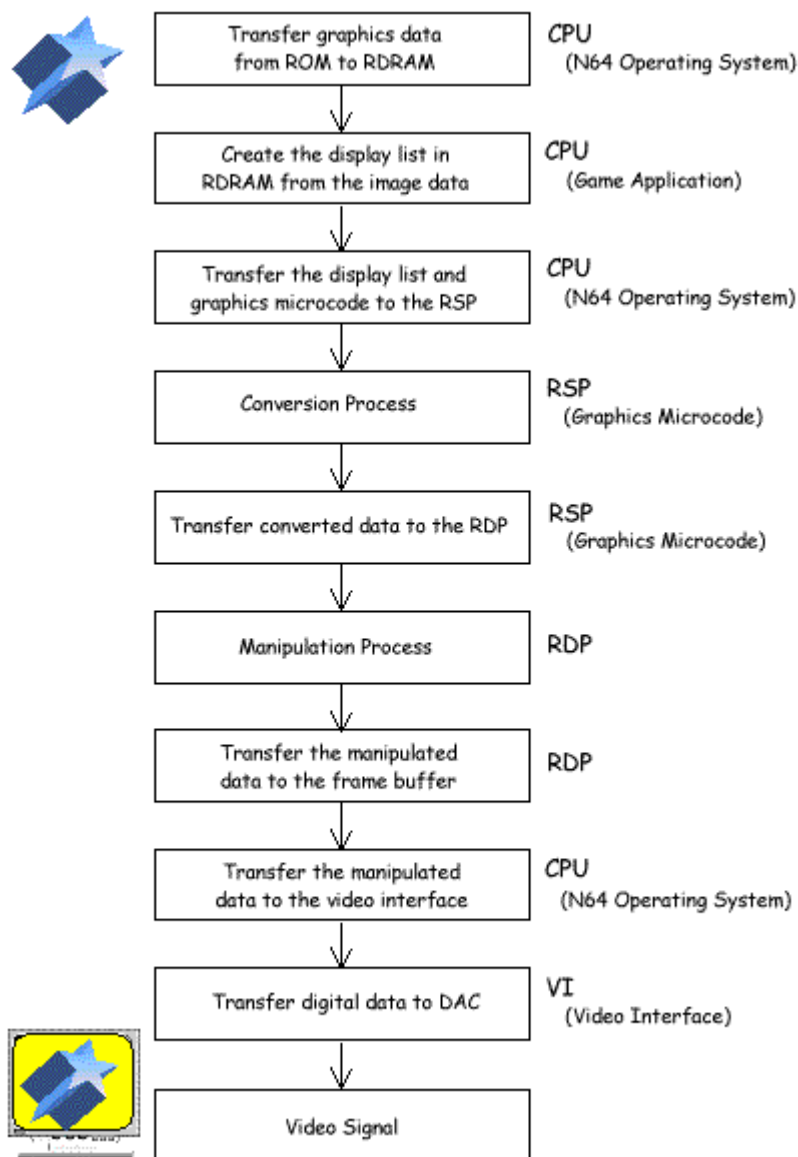 Transfer graphics data
from ROM to RDRAM
CPU
(N64 Operating System)
Create the display list in
RDRAM from the image data
CPU
(Game Application)
Transfer the display list and
graphics microcode to the RSP
CPU
(N64 Operating System)
Conversion Process
RSP
(Graphics Microcode)
Transfer converted data to the RDP
RSP
(Graphics Microcode)
Manipulation Process
RDP
Transfer the manipulated
data to the frame buffer
RDP
Transfer the manipulated
data to the video interface
CPU
(N64 Operating System)
Transfer digital data to DAC
VI
(Video Interface)
Video Signal